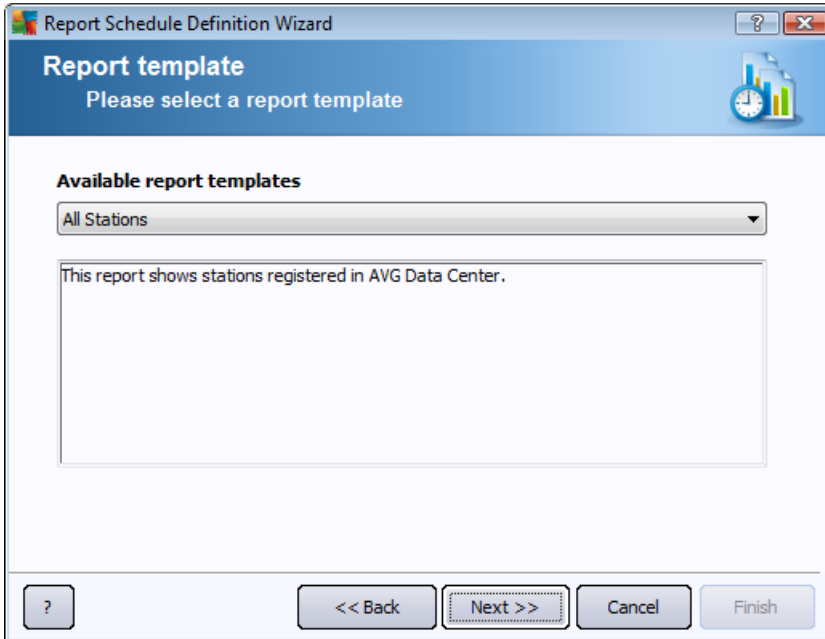 Report Schedule Definition Wizard
?
Report template
Please select a report template
Available report templates
All Stations
This report shows stations registered in AVG Data Center.
? << Back Next >> Cancel Finish